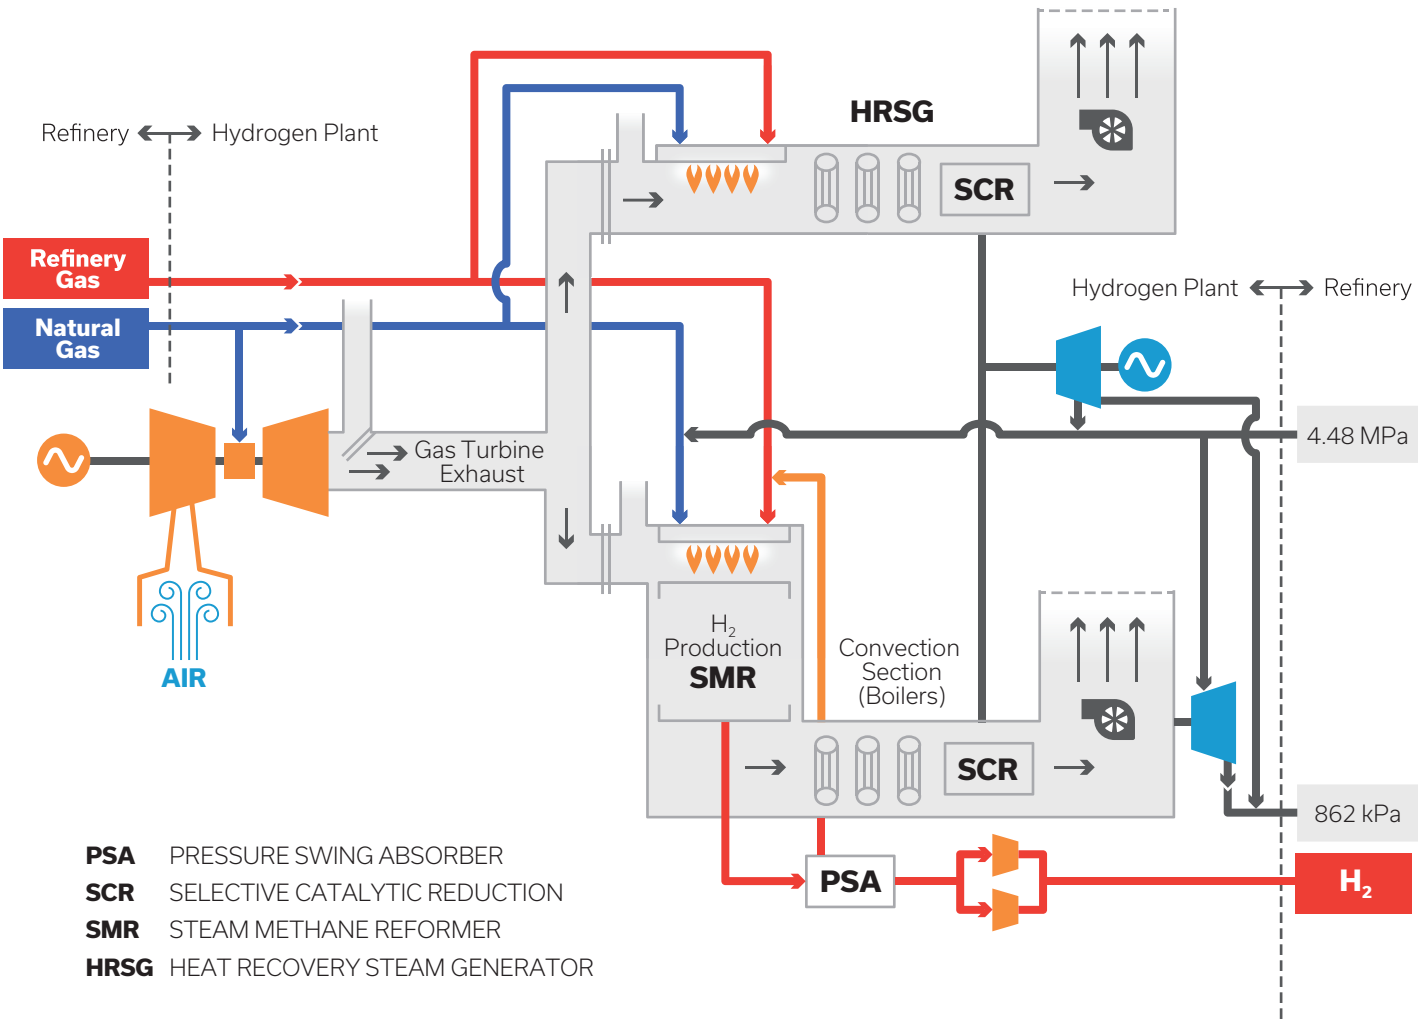 HRSG
Refinery
Hydrogen Plant
SCR
Refinery
Gas
Natural
Gas
Hydrogen Plant
Refinery
4.48 MPa
Gas Turbine
Exhaust
AIR
H₂
Production
SMR
Convection
Section
(Boilers)
SCR
862 kPa
PSA
H₂
PSA PRESSURE SWING ABSORBER
SCR SELECTIVE CATALYTIC REDUCTION
SMR STEAM METHANE REFORMER
HRSG HEAT RECOVERY STEAM GENERATOR